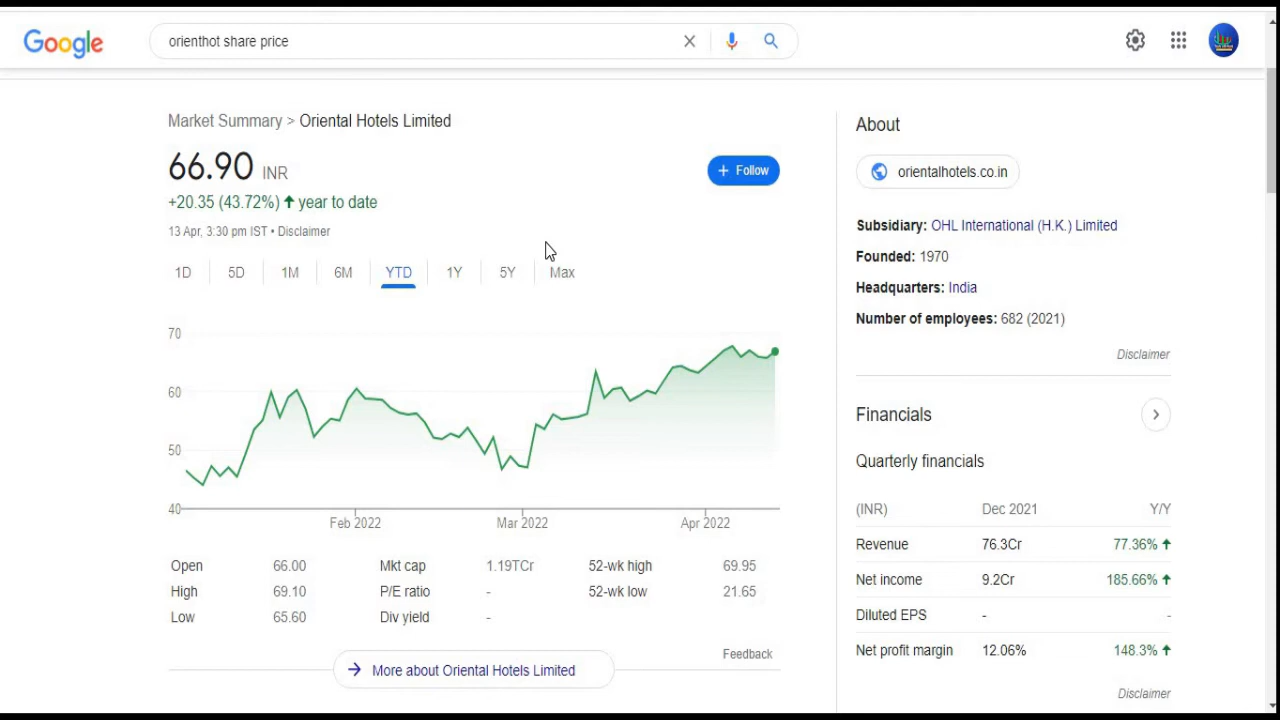 Google
orienthot share price
Market Summary > Oriental Hotels Limited
66.90 INR
+ Follow
+20.35 (43.72%) ↑ year to date
13 Apr, 3:30 pm IST • Disclaimer
1D 5D 1M 6M YTD 1Y 5Y Max
70
60
50
40
Feb 2022 Mar 2022 Apr 2022
Open 66.00 Mkt cap 1.19TCr 52-wk high 69.95
High 69.10 P/E ratio - 52-wk low 21.65
Low 65.60 Div yield -
Feedback
→ More about Oriental Hotels Limited
About
orientalhotels.co.in
Subsidiary: OHL International (H.K.) Limited
Founded: 1970
Headquarters: India
Number of employees: 682 (2021)
Disclaimer
Financials
Quarterly financials
(INR) Dec 2021 Y/Y
Revenue 76.3Cr 77.36% ↑
Net income 9.2Cr 185.66% ↑
Diluted EPS - -
Net profit margin 12.06% 148.3% ↑
Disclaimer